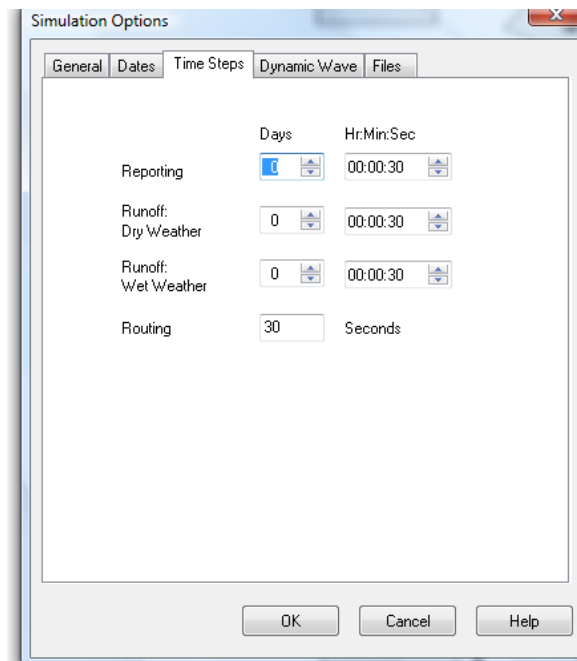 Simulation Options
General Dates Time Steps Dynamic Wave Files
Days Hr:Min:Sec
Reporting 0 00:00:30
Runoff:
Dry Weather 0 00:00:30
Runoff:
Wet Weather 0 00:00:30
Routing 30 Seconds
OK Cancel Help